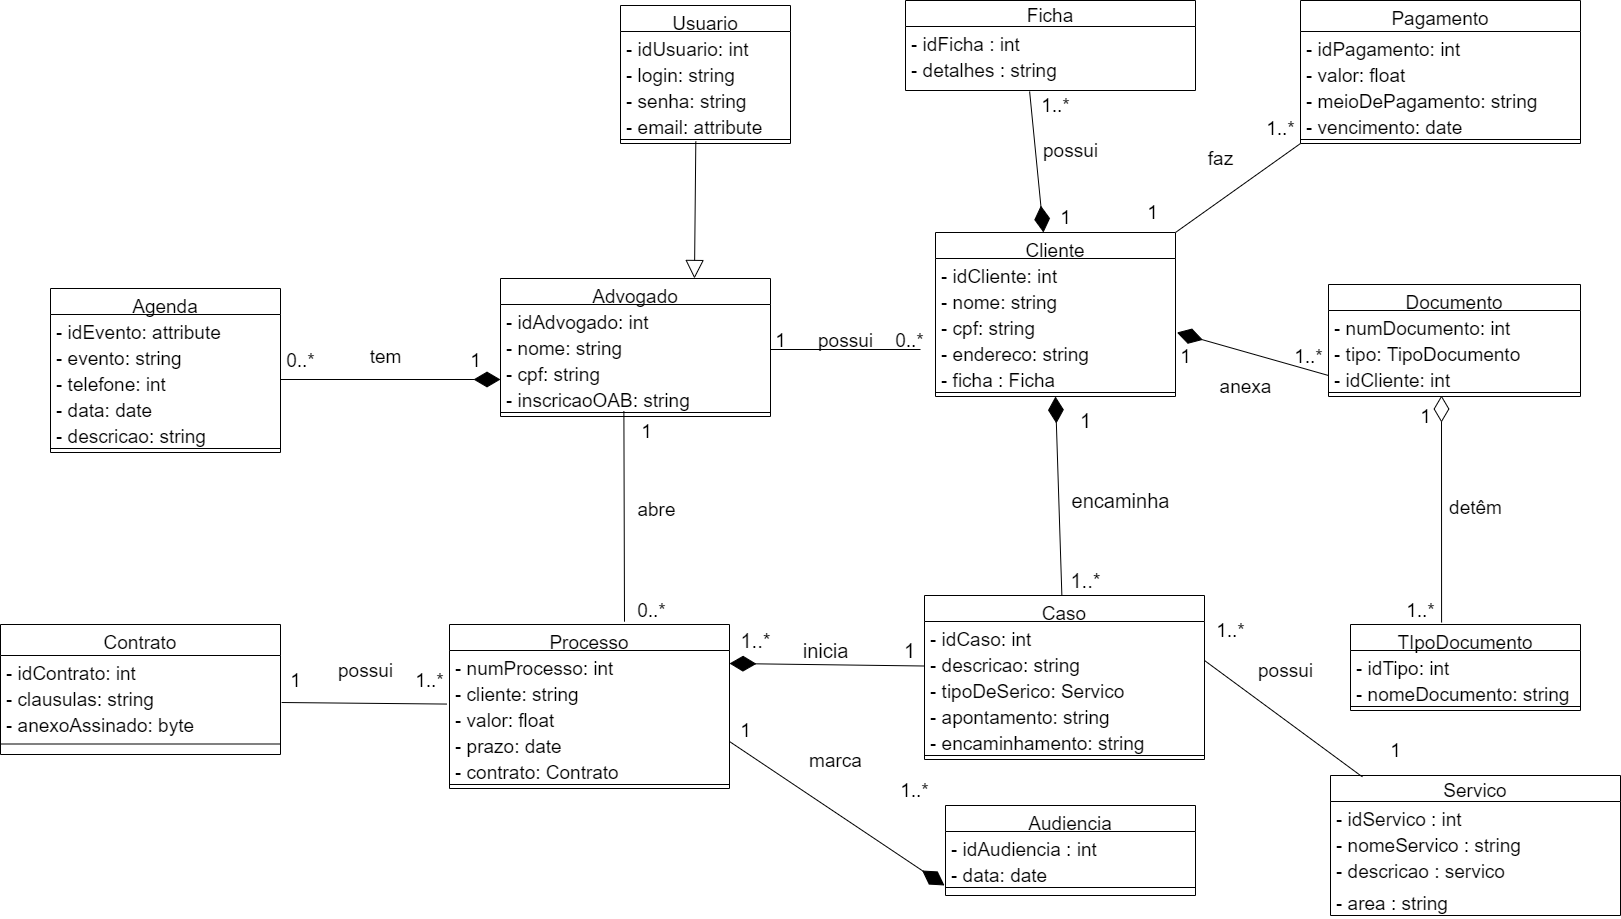 Usuario
- idUsuario: int
- login: string
- senha: string
- email: attribute
Ficha
- idFicha : int
- detalhes : string
1..*
possui
1
Pagamento
- idPagamento: int
- valor: float
- meioDePagamento: string
- vencimento: date
1..*
faz
1
Agenda
- idEvento: attribute
- evento: string
- telefone: int
- data: date
- descricao: string
0..*
tem
1
Advogado
- idAdvogado: int
- nome: string
- cpf: string
- inscricaoOAB: string
1
possui
0..*
Cliente
- idCliente: int
- nome: string
- cpf: string
- endereco: string
- ficha : Ficha
1
anexa
1..*
Documento
- numDocumento: int
- tipo: TipoDocumento
- idCliente: int
1
abre
0..*
1
encaminha
1..*
1
detêm
1..*
Contrato
- idContrato: int
- clausulas: string
- anexoAssinado: byte
1
possui
1..*
Processo
- numProcesso: int
- cliente: string
- valor: float
- prazo: date
- contrato: Contrato
1..*
inicia
1
Caso
- idCaso: int
- descricao: string
- tipoDeSerico: Servico
- apontamento: string
- encaminhamento: string
1..*
possui
1
TIpoDocumento
- idTipo: int
- nomeDocumento: string
1
marca
1..*
Audiencia
- idAudiencia : int
- data: date
Servico
- idServico : int
- nomeServico : string
- descricao : servico
- area : string